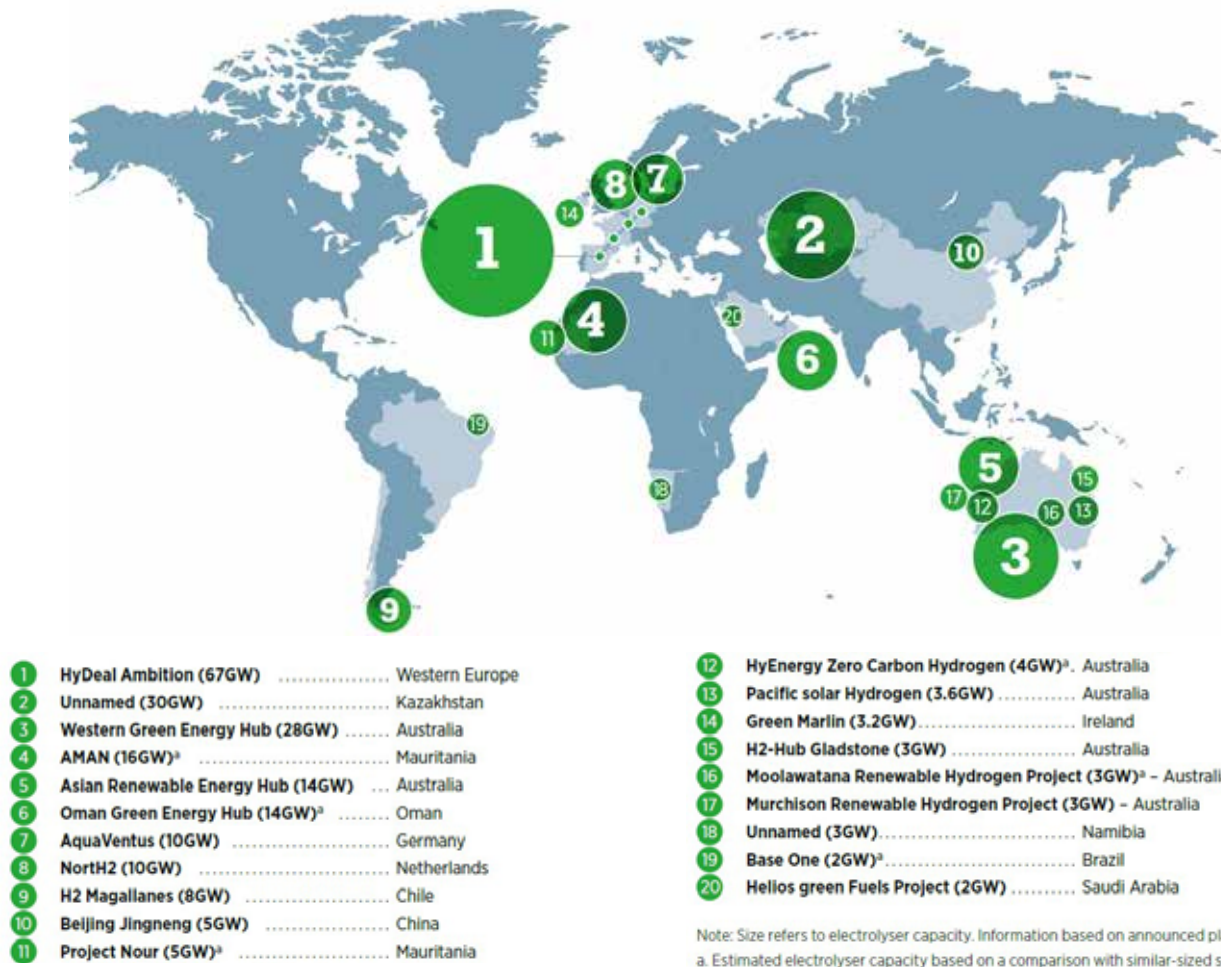 1
2
3
4
5
6
7
8
9
10
11
12
13
14
15
16
17
18
19
20
1 HyDeal Ambition (67GW) .................. Western Europe
2 Unnamed (30GW) ........................... Kazakhstan
3 Western Green Energy Hub (28GW) ....... Australia
4 AMAN (16GW)ᵃ ............................. Mauritania
5 Asian Renewable Energy Hub (14GW) ... Australia
6 Oman Green Energy Hub (14GW)ᵃ ........ Oman
7 AquaVentus (10GW) ........................ Germany
8 NortH2 (10GW) ............................. Netherlands
9 H2 Magallanes (8GW) ...................... Chile
10 Beijing Jingneng (5GW) ................... China
11 Project Nour (5GW)ᵃ ...................... Mauritania
12 HyEnergy Zero Carbon Hydrogen (4GW)ᵃ. Australia
13 Pacific solar Hydrogen (3.6GW) ............ Australia
14 Green Marlin (3.2GW)........................ Ireland
15 H2-Hub Gladstone (3GW) .................. Australia
16 Moolawatana Renewable Hydrogen Project (3GW)ᵃ – Australi
17 Murchison Renewable Hydrogen Project (3GW) – Australia
18 Unnamed (3GW).............................. Namibia
19 Base One (2GW)ᵃ............................. Brazil
20 Helios green Fuels Project (2GW) .......... Saudi Arabia
Note: Size refers to electrolyser capacity. Information based on announced pl
a. Estimated electrolyser capacity based on a comparison with similar-sized s